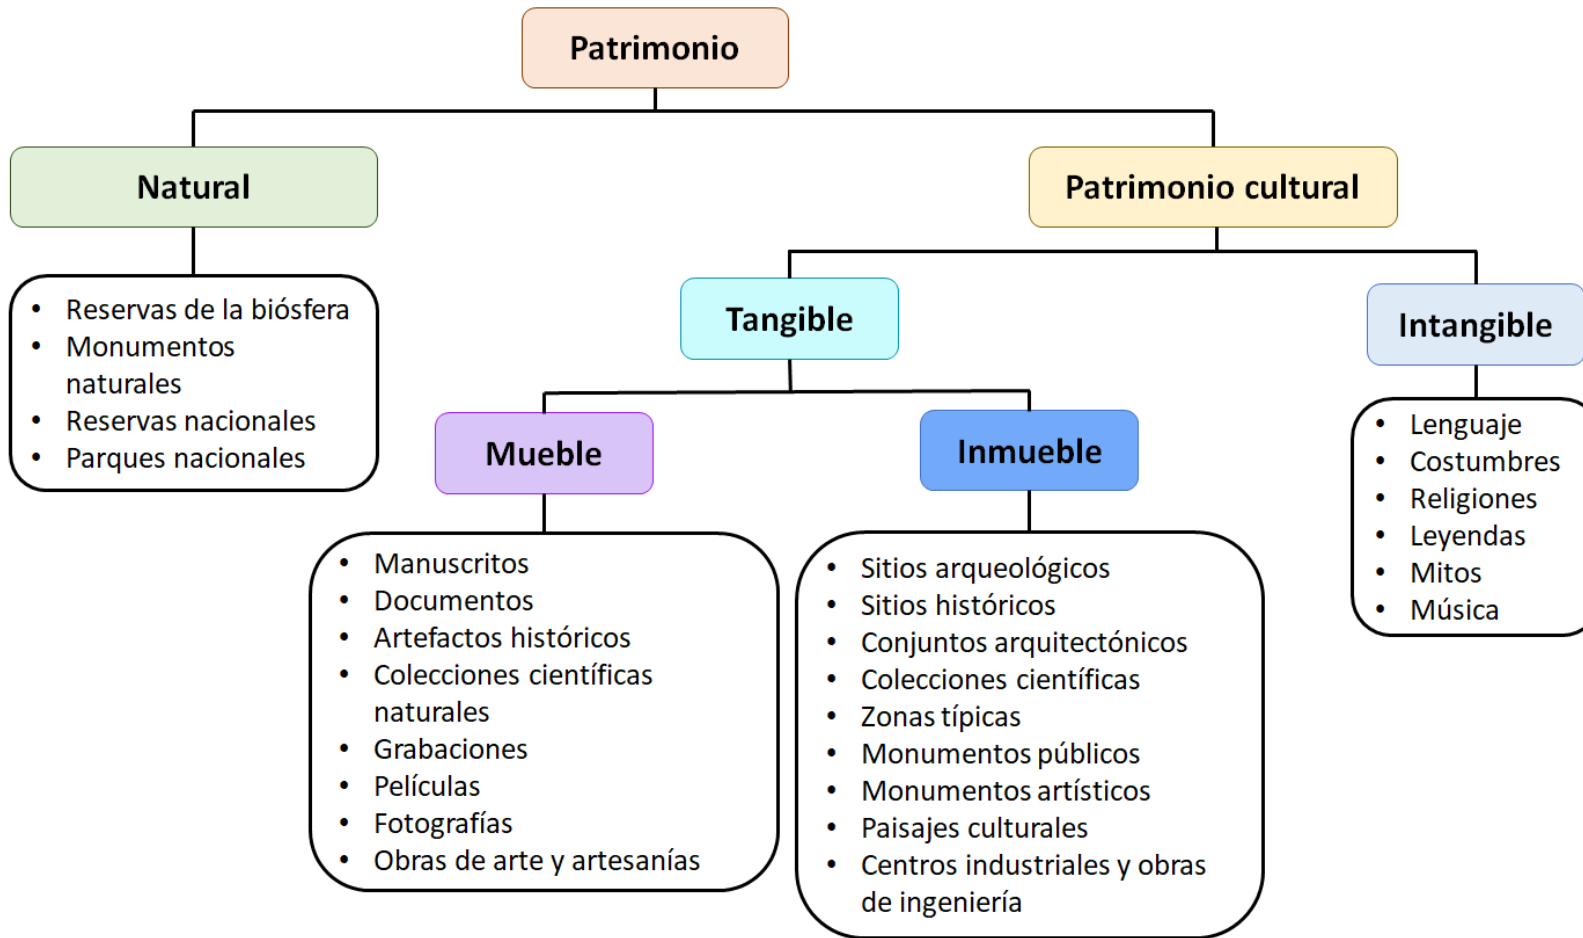 Patrimonio
Natural
Patrimonio cultural
• Reservas de la biósfera
• Monumentos
naturales
• Reservas nacionales
• Parques nacionales
Tangible
Intangible
Mueble
Inmueble
• Lenguaje
• Costumbres
• Religiones
• Leyendas
• Mitos
• Música
• Manuscritos
• Documentos
• Artefactos históricos
• Colecciones científicas
naturales
• Grabaciones
• Películas
• Fotografías
• Obras de arte y artesanías
• Sitios arqueológicos
• Sitios históricos
• Conjuntos arquitectónicos
• Colecciones científicas
• Zonas típicas
• Monumentos públicos
• Monumentos artísticos
• Paisajes culturales
• Centros industriales y obras
de ingeniería